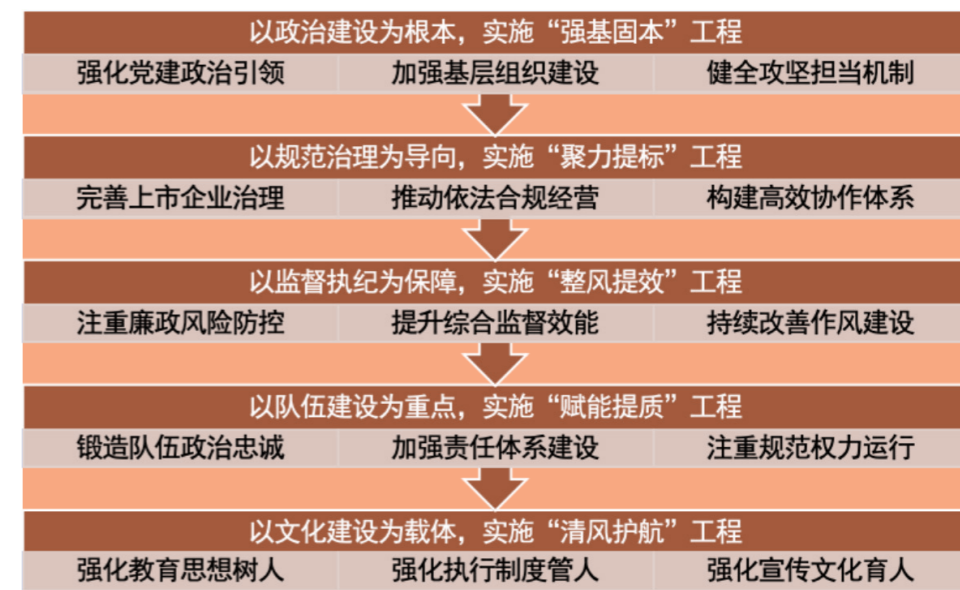 以政治建设为根本，实施“强基固本”工程
强化党建政治引领 加强基层组织建设 健全攻坚担当机制
以规范治理为导向，实施“聚力提标”工程
完善上市企业治理 推动依法合规经营 构建高效协作体系
以监督执纪为保障，实施“整风提效”工程
注重廉政风险防控 提升综合监督效能 持续改善作风建设
以队伍建设为重点，实施“赋能提质”工程
锻造队伍政治忠诚 加强责任体系建设 注重规范权力运行
以文化建设为载体，实施“清风护航”工程
强化教育思想树人 强化执行制度管人 强化宣传文化育人